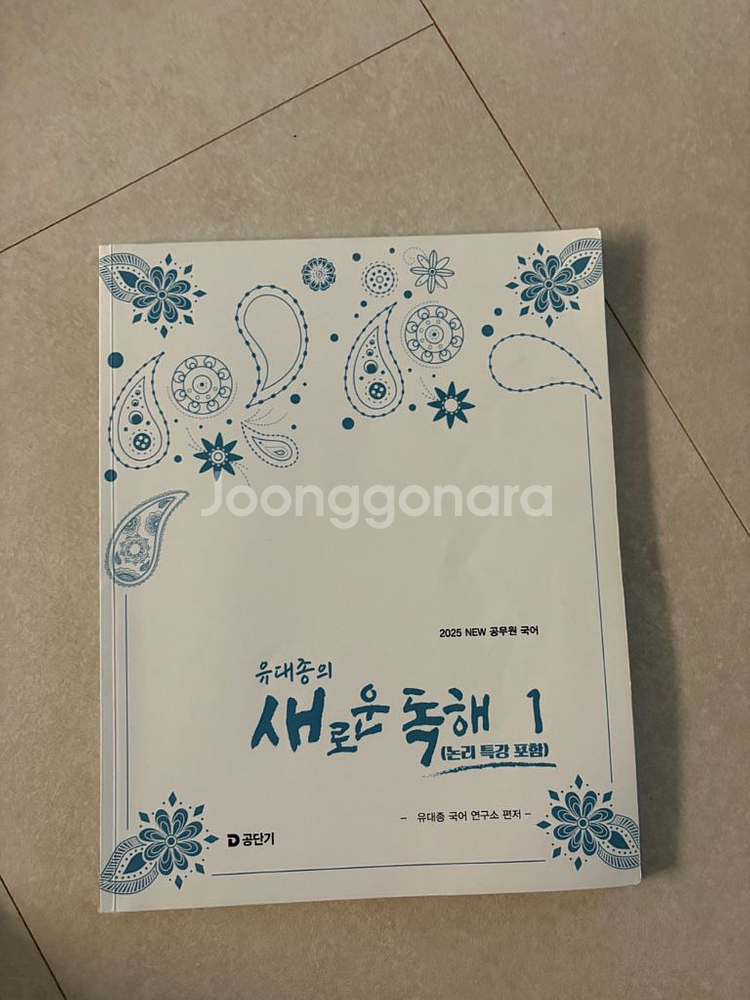 Joonggonara
2025 NEW 공무원 국어
유대종의
새로운 독해 1
(논리 특강 포함)
- 유대종 국어 연구소 편저 -
공단기